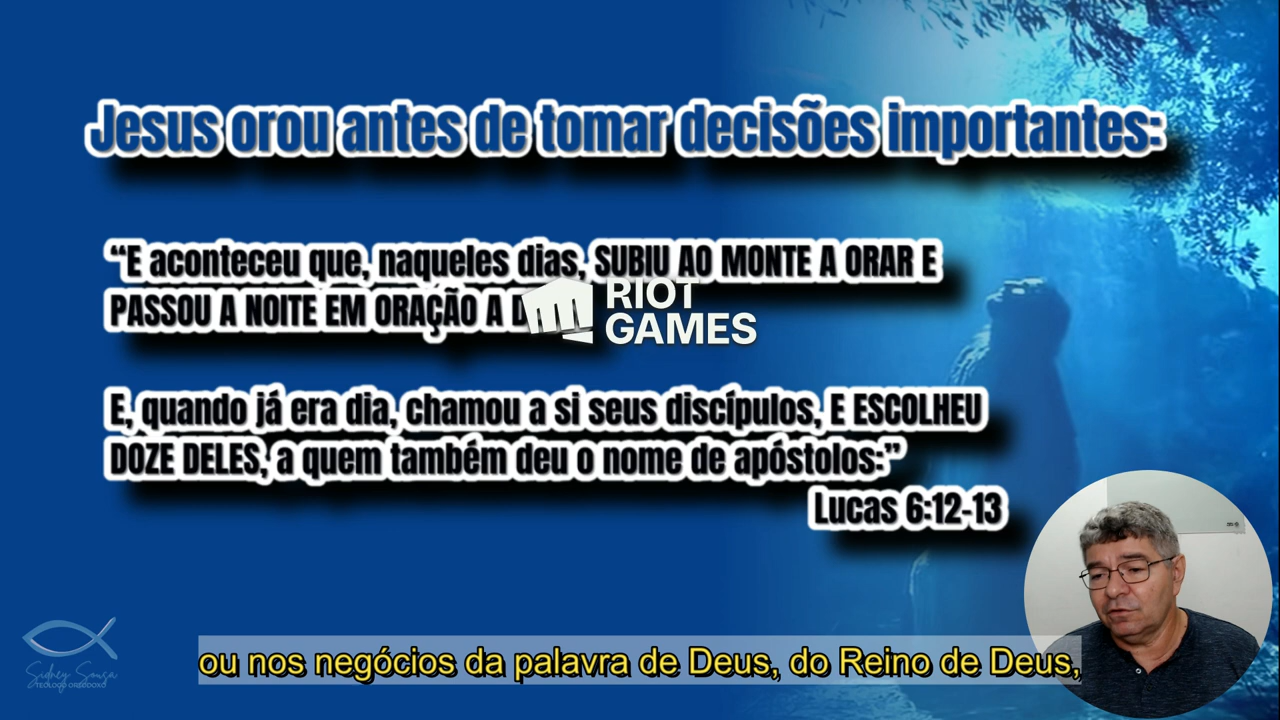 Jesus orou antes de tomar decisões importantes:
“E aconteceu que, naqueles dias, SUBIU AO MONTE A ORAR E
PASSOU A NOITE EM ORAÇÃO A D
RIOT
GAMES
E, quando já era dia, chamou a si seus discípulos, E ESCOLHEU
DOZE DELES, a quem também deu o nome de apóstolos:”
Lucas 6:12-13
Sidney Sousa
TEÓLOGO ORTODOXO
ou nos negócios da palavra de Deus, do Reino de Deus,